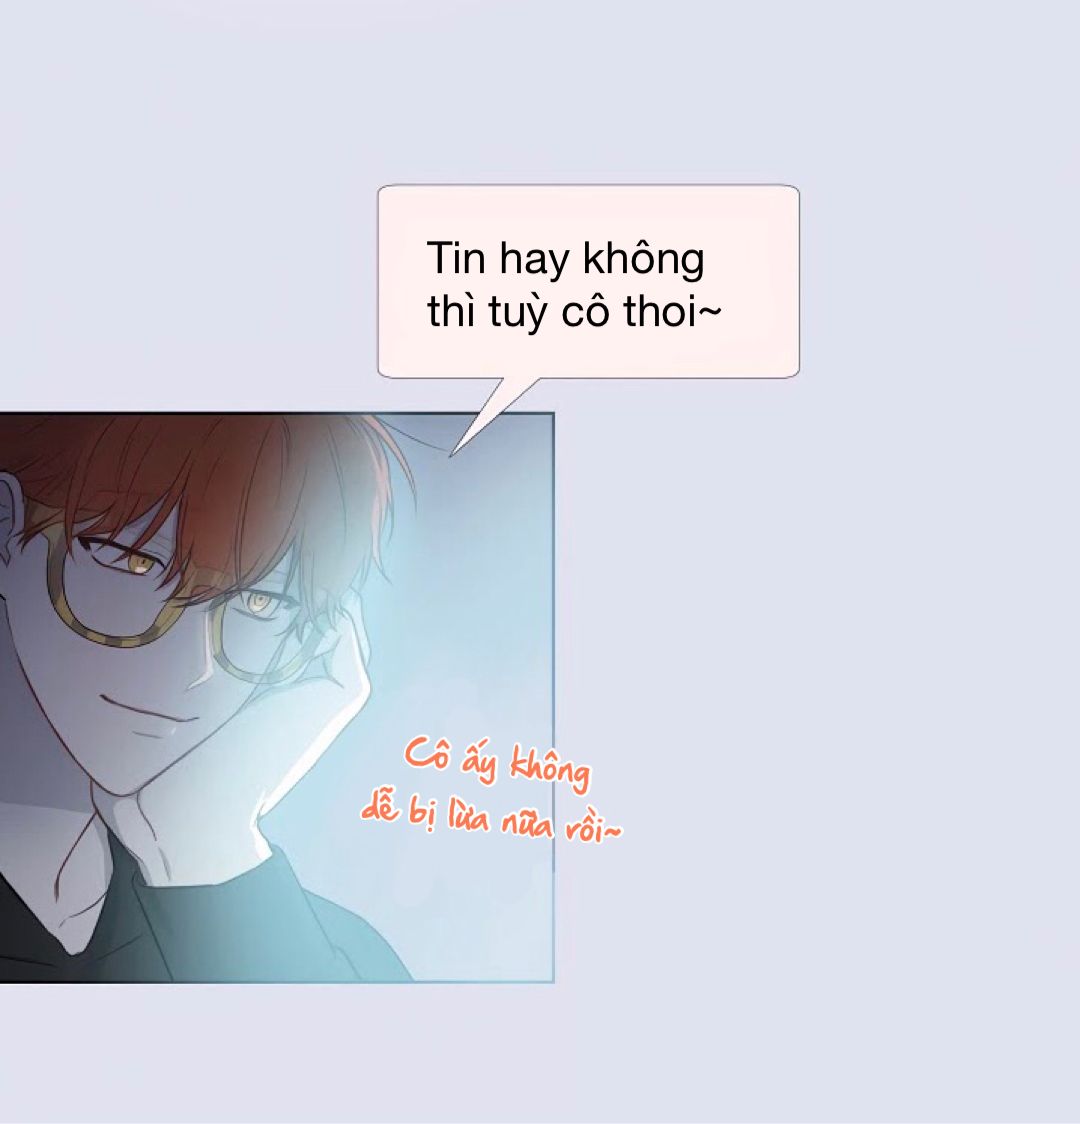 Tin hay không
thì tuỳ cô thoi~
Cô ấy không
dễ bị lừa nữa rồi~